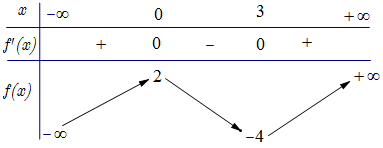 x −∞ 0 3 +∞
f'(x) + 0 − 0 +
2 +∞
f(x)
−∞ −4